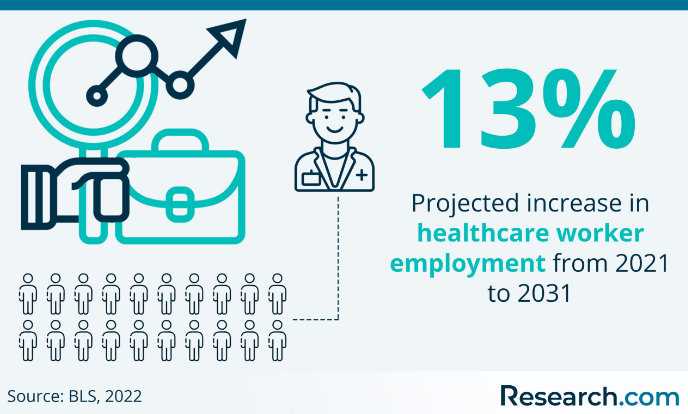 13%
Projected increase in
healthcare worker
employment from 2021
to 2031
Source: BLS, 2022
Research.com